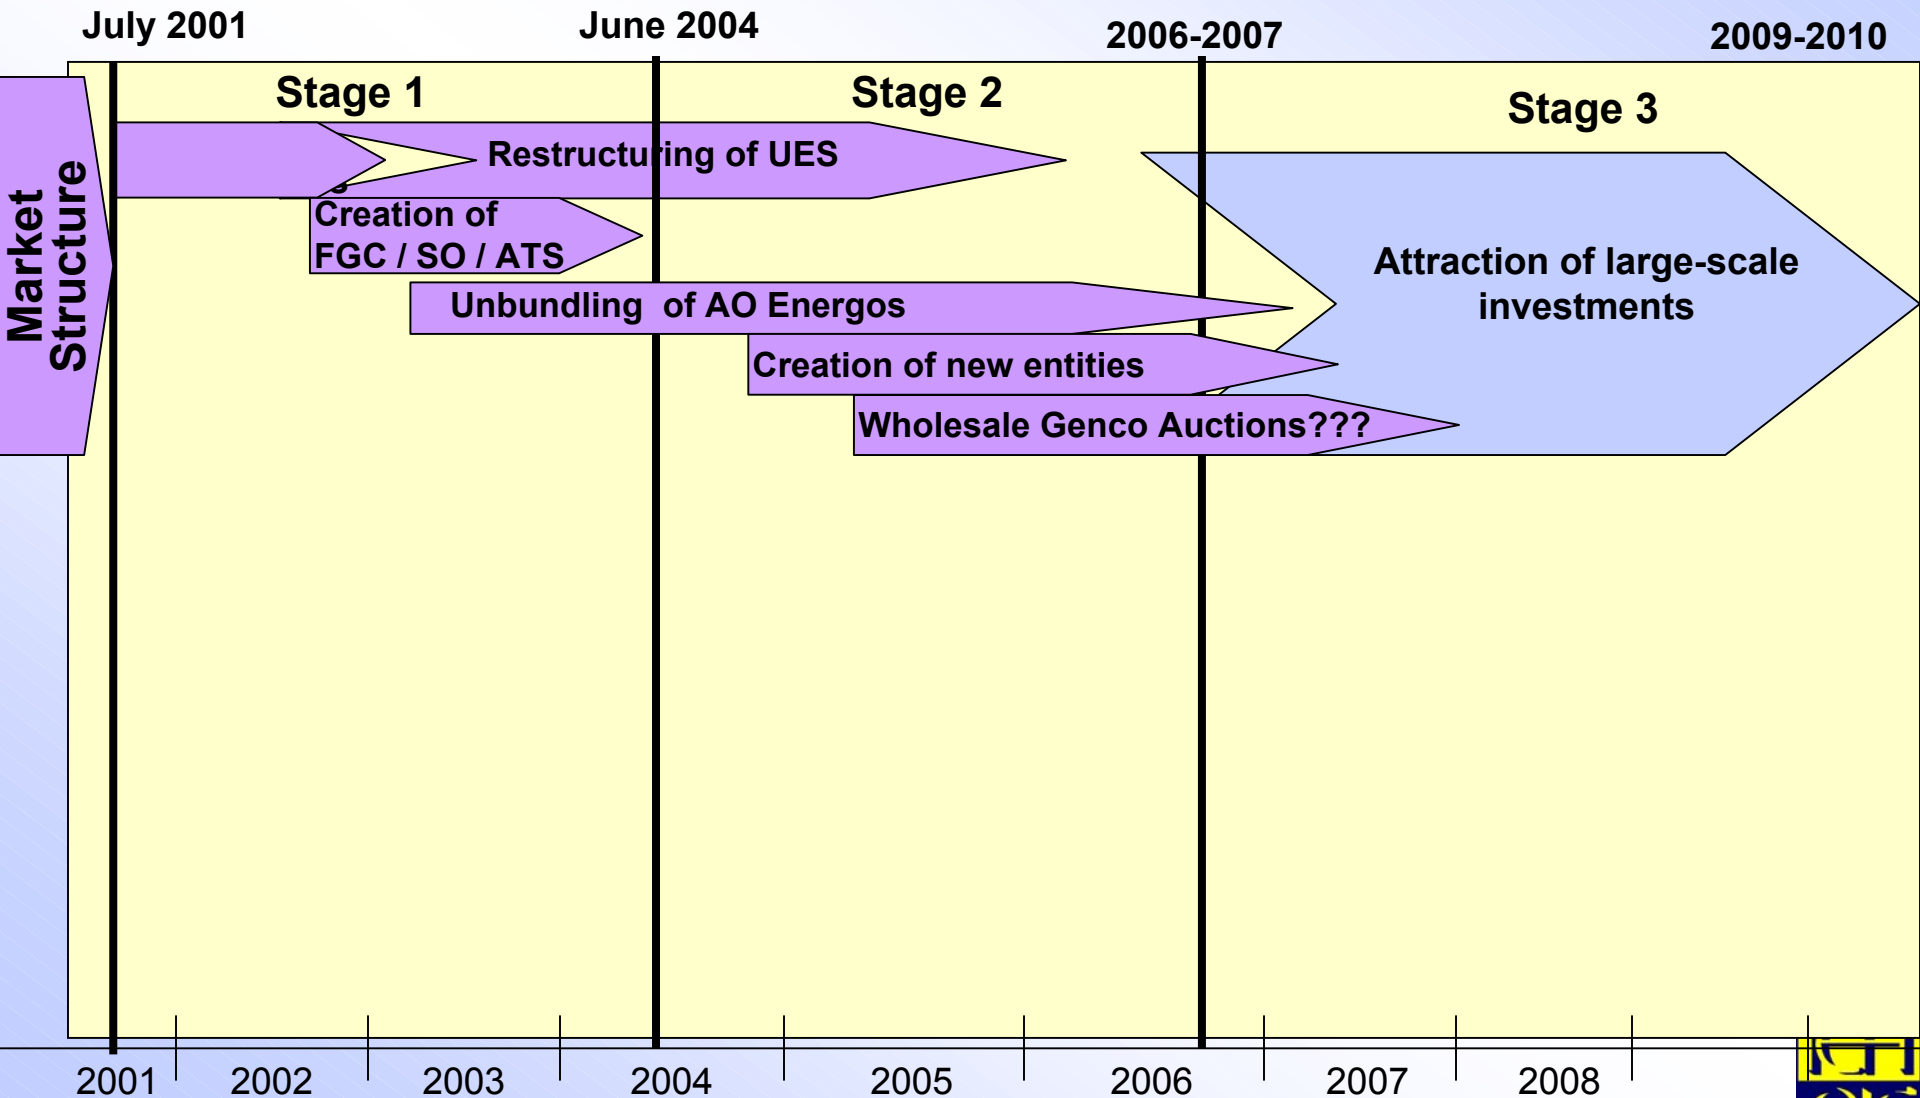 July 2001
June 2004
2006-2007
2009-2010
Stage 1
Stage 2
Stage 3
Market
Structure
Restructuring of UES
Creation of
FGC / SO / ATS
Unbundling  of AO Energos
Creation of new entities
Wholesale Genco Auctions???
Attraction of large-scale
investments
2001
2002
2003
2004
2005
2006
2007
2008